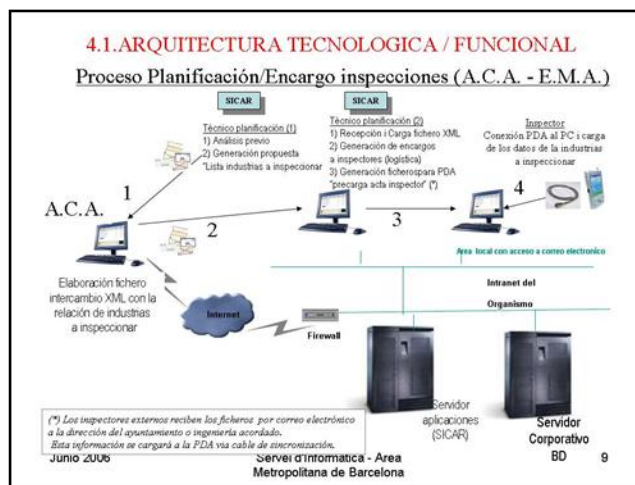 4.1.ARQUITECTURA TECNOLOGICA / FUNCIONAL
Proceso Planificación/Encargo inspecciones (A.C.A. - E.M.A.)
SICAR
Tècnico planificación (1)
1) Análisis previo
2) Generación propuesta
"Lista industrias a inspeccionar
SICAR
Técnico planificación (2)
1) Recepción i Carga fichero XML
2) Generación de encargos
a inspectores (logística)
3) Generación ficherospara PDA
"precarga acta inspector" (*)
Inspector
Conexión PDA al PC i carga
de los datos de la industrias
a inspeccionar
1
2
3
4
A.C.A.
Elaboración fichero
intercambio XML con la
relación de industrias
a inspeccionar
Internet
Firewall
Area local con acceso a correo electronico
Intranet del
Organismo
Servidor
aplicaciones
(SICAR)
Servidor
Corporativo
BD
(*) Los inspectores externos reciben los ficheros por correo electrónico
a la dirección del ayuntamiento o ingeniería acordado.
Esta información se cargará a la PDA via cable de sincronización.
Junio 2006
Servei d'Informàtica - Area
Metropolitana de Barcelona
9